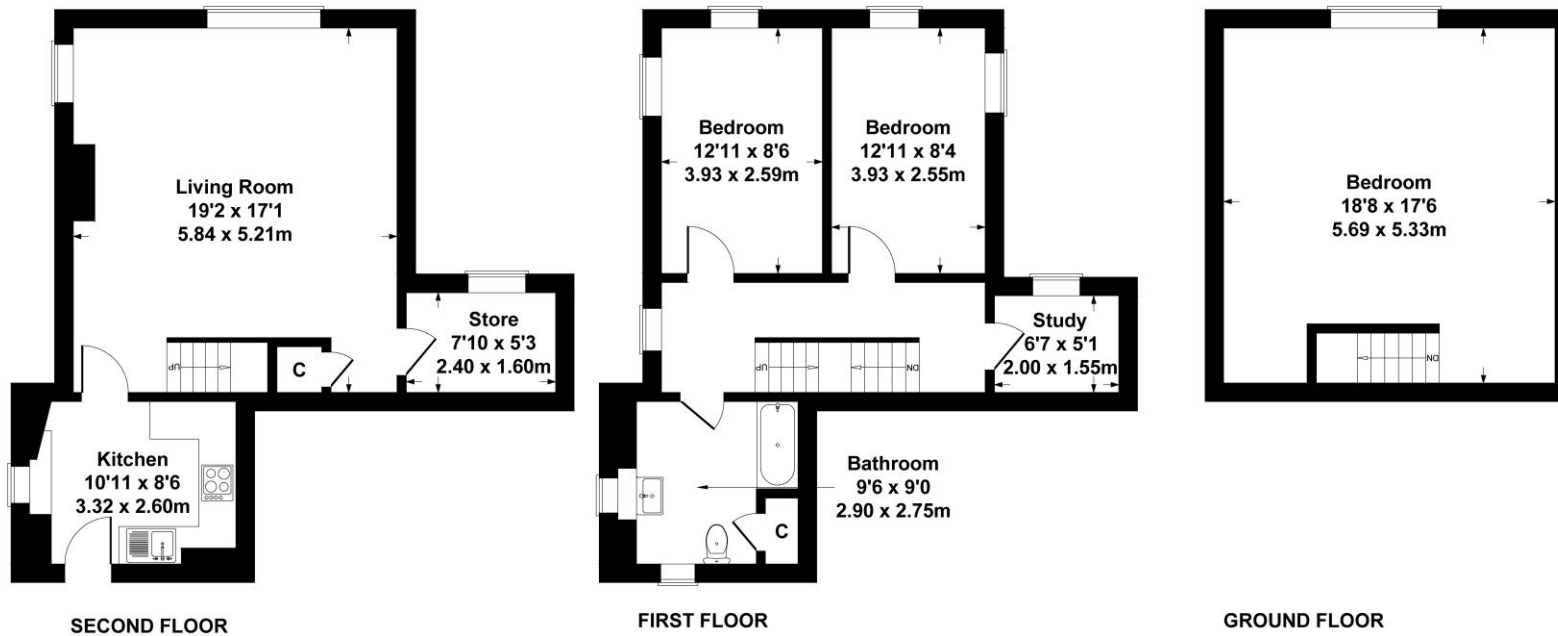 Living Room
19'2 x 17'1
5.84 x 5.21m
Store
7'10 x 5'3
2.40 x 1.60m
UP
C
Kitchen
10'11 x 8'6
3.32 x 2.60m
SECOND FLOOR
Bedroom
12'11 x 8'6
3.93 x 2.59m
Bedroom
12'11 x 8'4
3.93 x 2.55m
Study
6'7 x 5'1
2.00 x 1.55m
UP
DN
Bathroom
9'6 x 9'0
2.90 x 2.75m
C
FIRST FLOOR
Bedroom
18'8 x 17'6
5.69 x 5.33m
DN
GROUND FLOOR